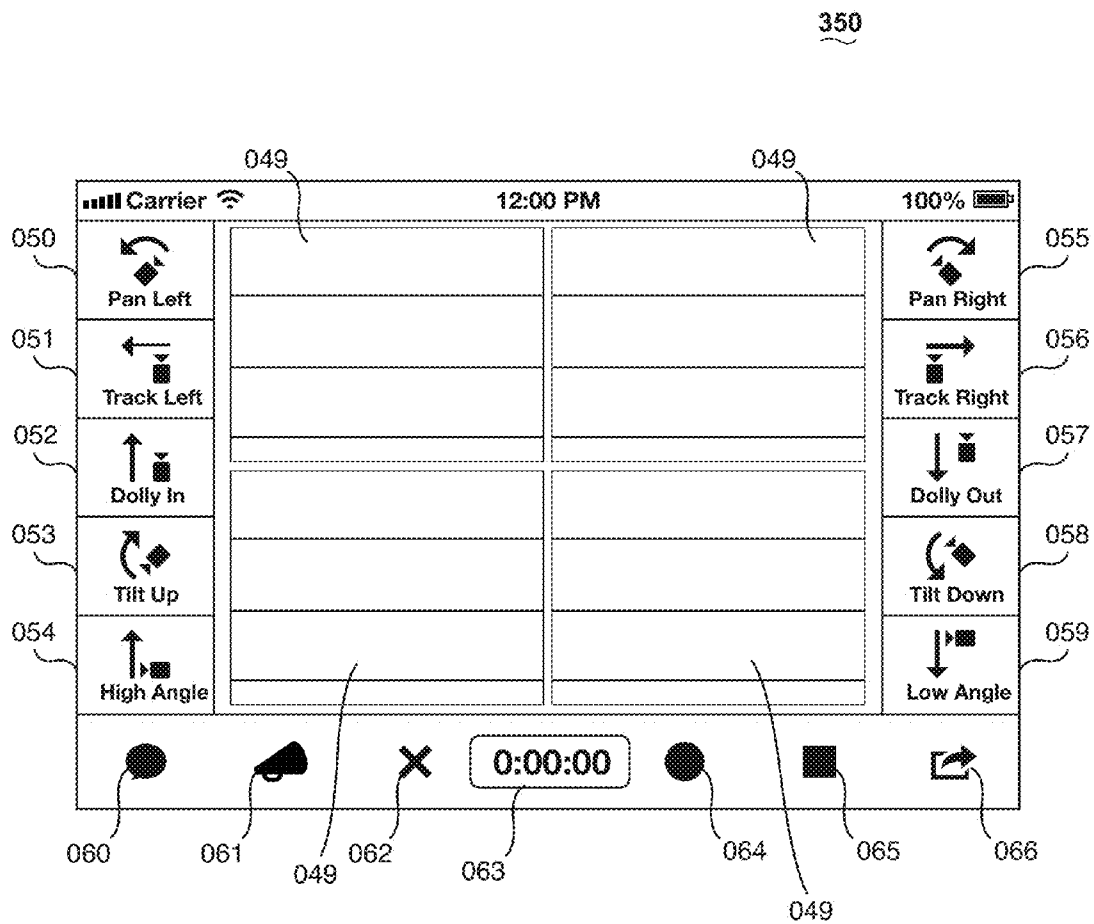 350
049 049
Carrier 12:00 PM 100%
050 Pan Left Pan Right 055
051 Track Left Track Right 056
052 Dolly In Dolly Out 057
053 Tilt Up Tilt Down 058
054 High Angle Low Angle 059
0:00:00
060 061 049 062 063 064 065 066
049